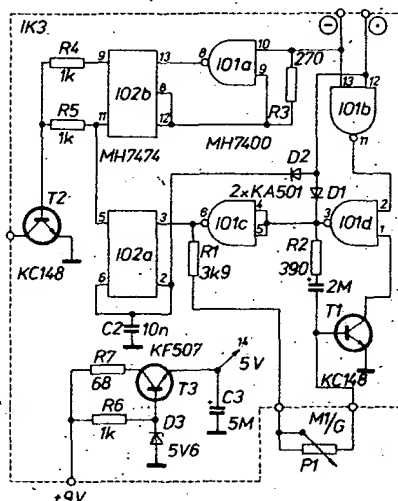 IK3
R4
1k
R5
1k
9
11
IO2b
13
8
12
MH7474
8
IO1a
10
9
270
R3
MH7400
− •
13 12
IO1b
11
D2
2xKA501
D1
T2
KC148
5
6
IO2a
3
2
C2
10n
6
IO1c
4
5
R1
3k9
3
IO1d
2
1
R2
390
2M
T1
KC148
R7
68
KF507
T3
14
5V
C3
5M
R6
1k
D3
5V6
+9V
M1/G
P1